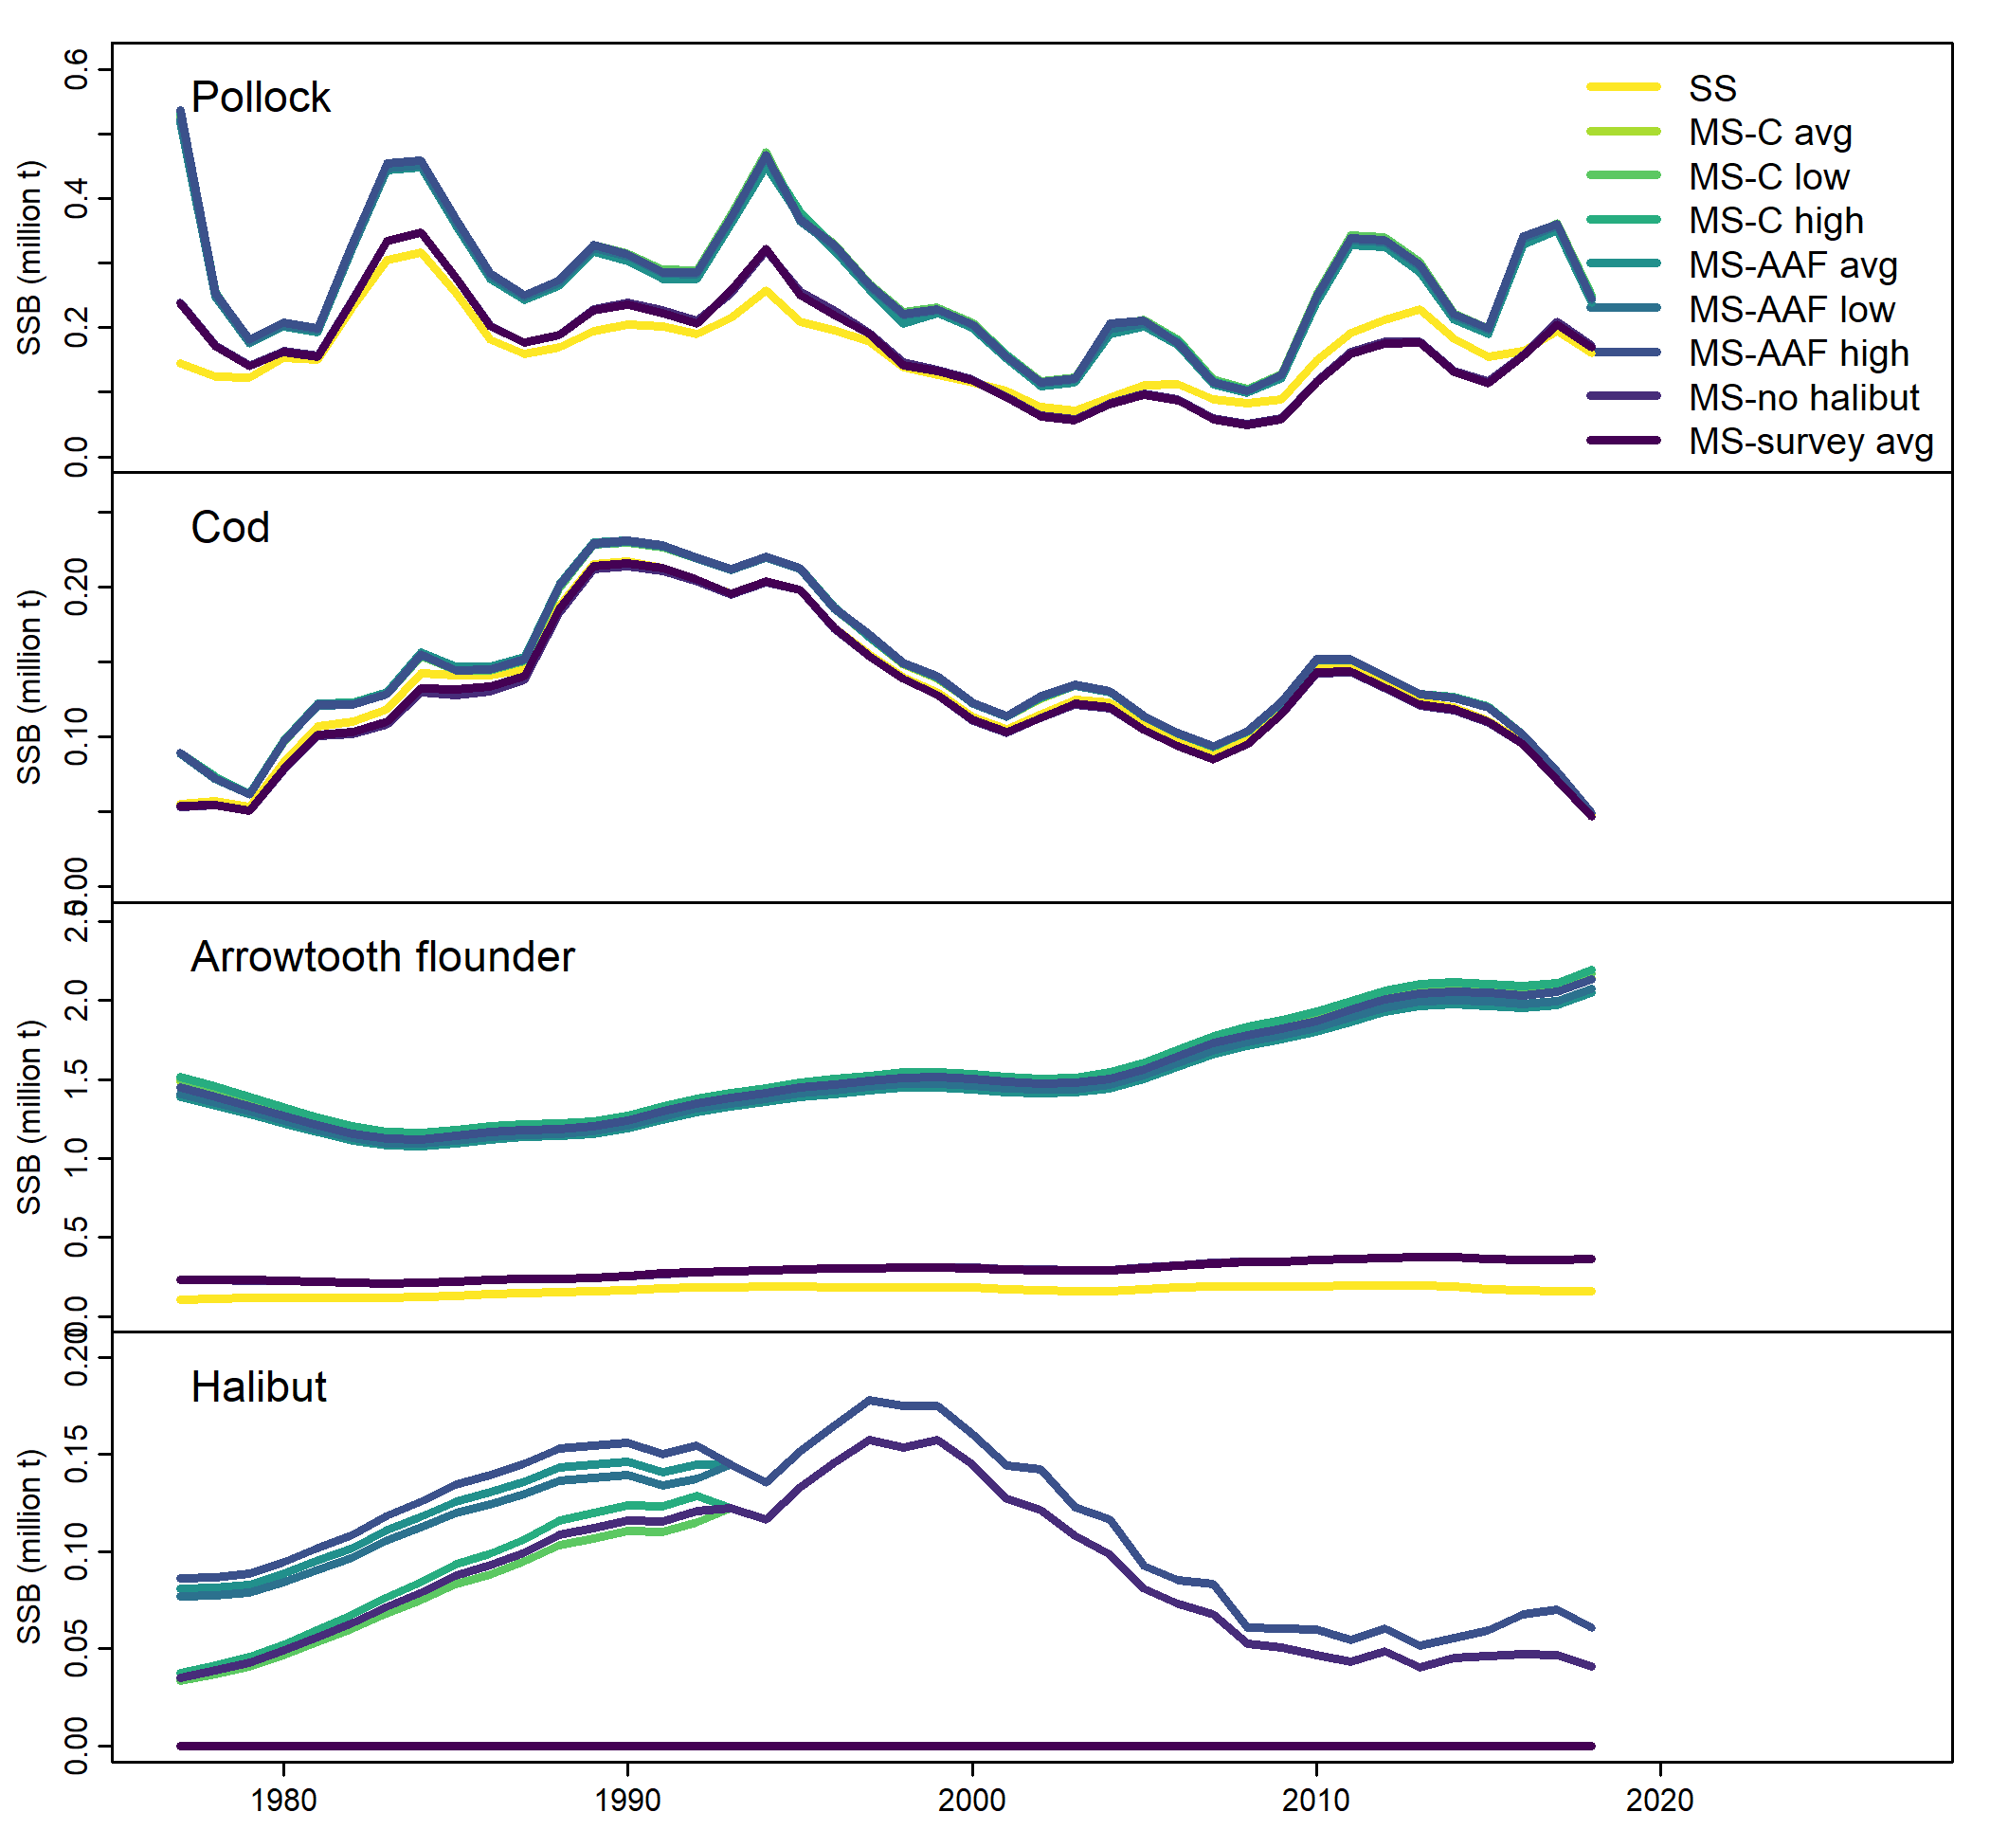 Pollock
SSB (million t)
0.6
0.4
0.2
0.0
SS
MS-C avg
MS-C low
MS-C high
MS-AAF avg
MS-AAF low
MS-AAF high
MS-no halibut
MS-survey avg
Cod
SSB (million t)
0.20
0.10
0.00
Arrowtooth flounder
SSB (million t)
2.5
2.0
1.5
1.0
0.5
0.0
Halibut
SSB (million t)
0.20
0.15
0.10
0.05
0.00
1980
1990
2000
2010
2020